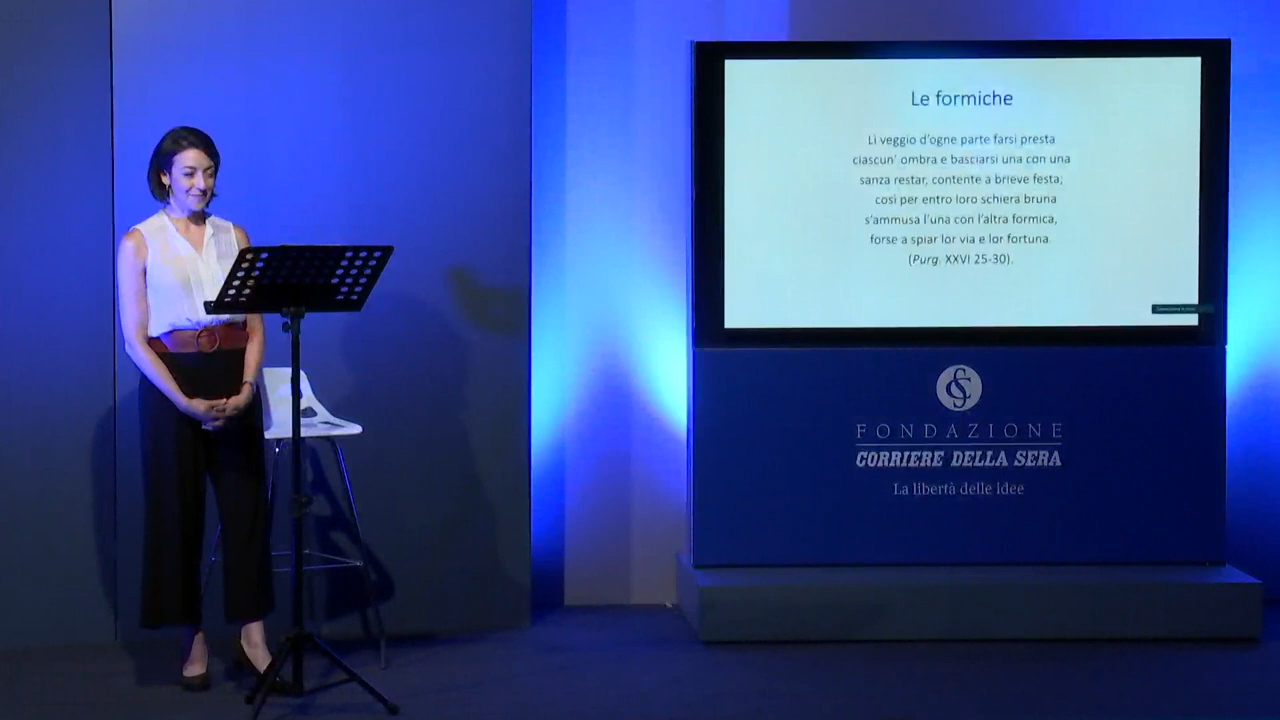 Le formiche
Lì veggio d'ogne parte farsi presta
ciascun' ombra e basciarsi una con una
sanza restar, contente a brieve festa;
così per entro loro schiera bruna
s'ammusa l'una con l'altra formica,
forse a spiar lor via e lor fortuna.
(Purg. XXVI 25-30).
FONDAZIONE
CORRIERE DELLA SERA
La libertà delle idee